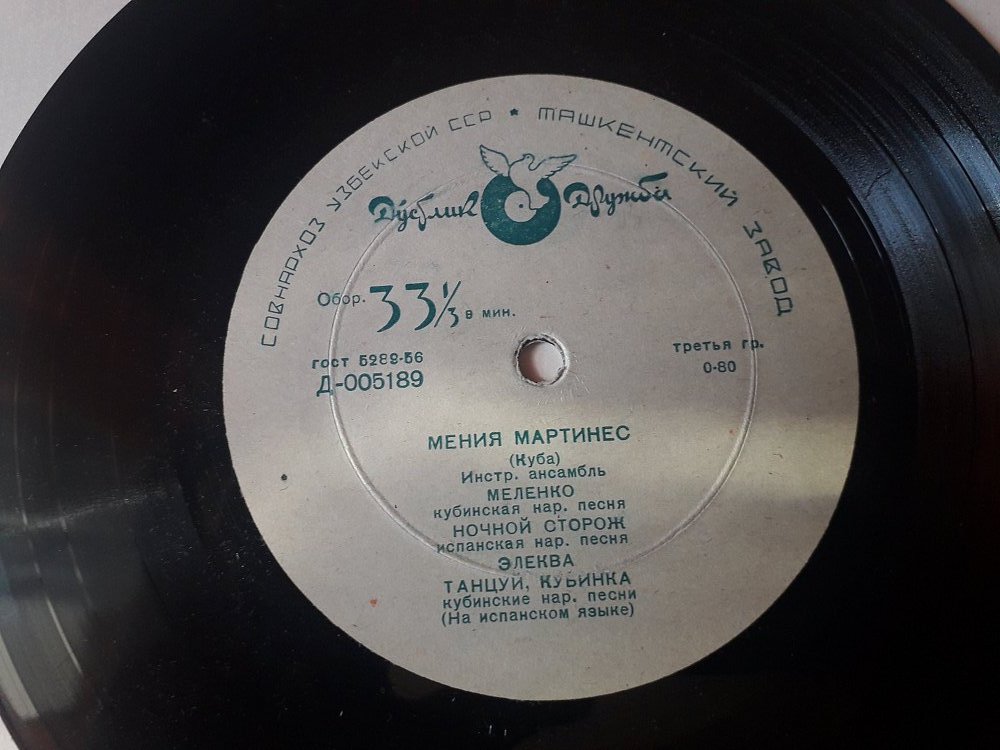 СОВНАРХОЗ УЗБЕКСКОЙ ССР * ТАШКЕНТСКИЙ ЗАВОД
Дўстлик Дружба
Обор. 33 1/3 в мин.
ГОСТ 5289-56
Д-005189
третья гр.
0-80
МЕНИЯ МАРТИНЕС
(Куба)
Инстр. ансамбль
МЕЛЕНКО
кубинская нар. песня
НОЧНОЙ СТОРОЖ
испанская нар. песня
ЭЛЕКВА
ТАНЦУЙ, КУБИНКА
кубинские нар. песни
(На испанском языке)